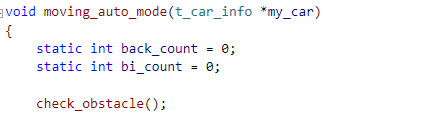 void moving_auto_mode(t_car_info *my_car)
{
    static int back_count = 0;
    static int bi_count = 0;
    check_obstacle();